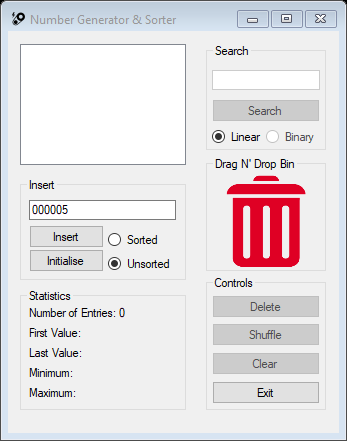 Number Generator & Sorter
Search
Search
Linear
Binary
Drag N' Drop Bin
Insert
000005
Insert
Sorted
Initialise
Unsorted
Statistics
Number of Entries: 0
First Value:
Last Value:
Minimum:
Maximum:
Controls
Delete
Shuffle
Clear
Exit